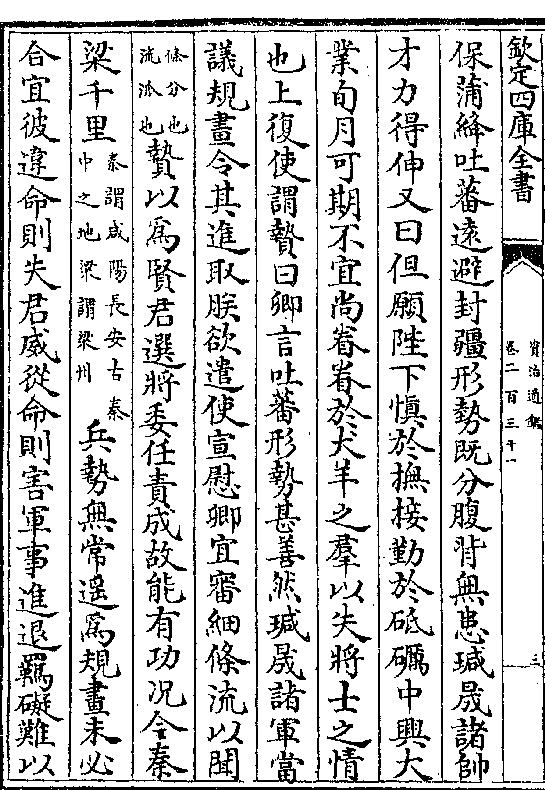 欽定四庫全書
資治通鑑
卷二百三十一
三
保蒲絳吐蕃遠避封疆形勢既分腹背無患瑊晟諸帥
才力得伸又曰但願陛下慎於撫接勤於砥礪中興大
業旬月可期不宜尚眷眷於犬羊之羣以失將士之情
也上復使謂贄曰卿言吐蕃形勢甚善然瑊晟諸軍當
議規畫令其進取朕欲遣使宣慰卿宜審細條流以聞
條分也
流派也
贄以為賢君選將委任責成故能有功况今秦
梁千里
秦謂咸陽長安古秦
中之地梁謂梁州
兵勢無常遥為規畫未必
合宜彼違命則失君威從命則害軍事進退羈礙難以